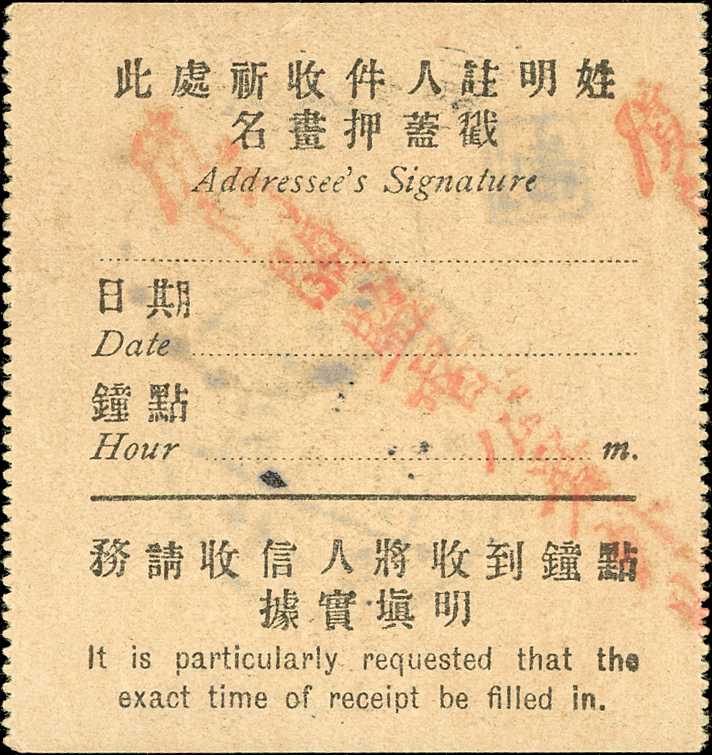 此處祈收件人註明姓
名畫押蓋戳
Addressee's Signature
日期
Date
鐘點
Hour m.
務請收信人將收到鐘點
據實塡明
It is particularly requested that the
exact time of receipt be filled in.